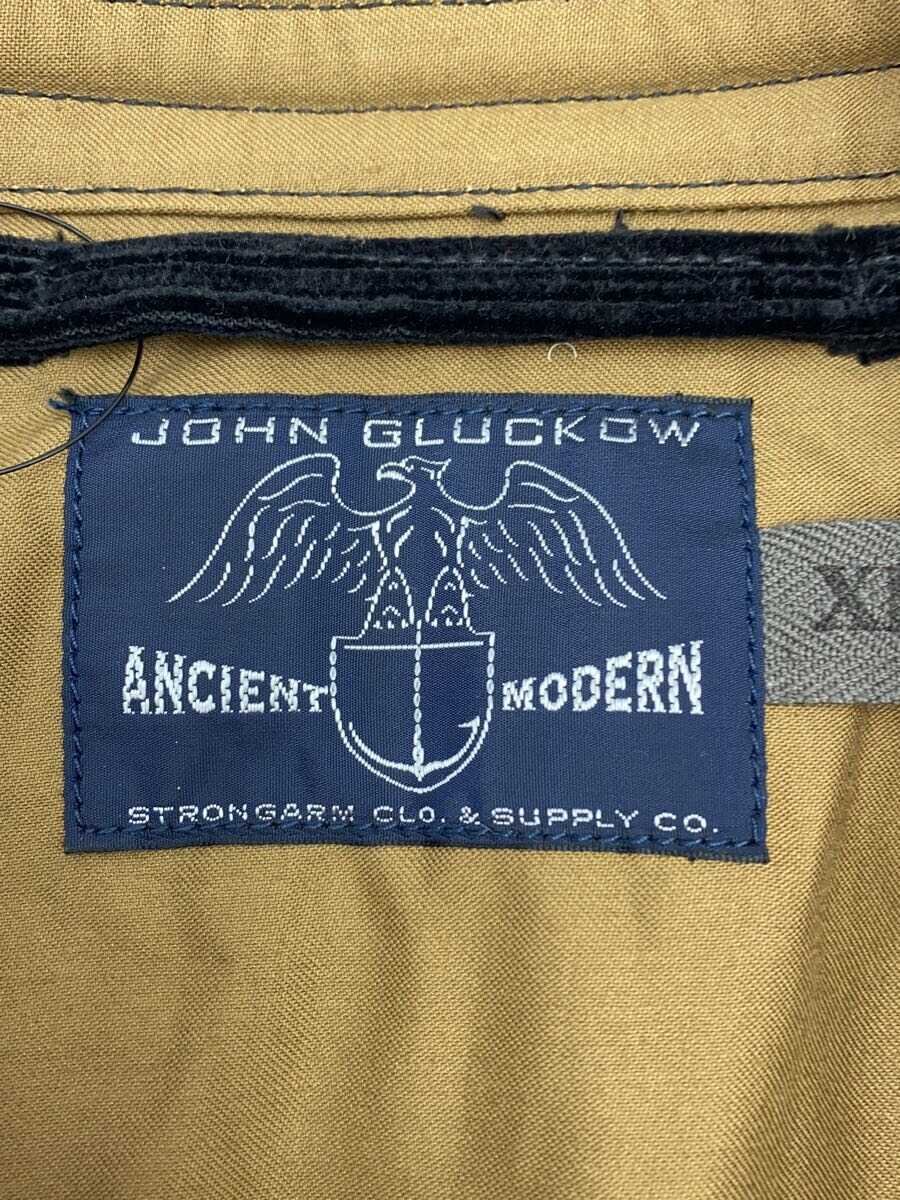 JOHN GLUCKOW
ANCIENT MODERN
STRONGARM CLO. & SUPPLY CO.